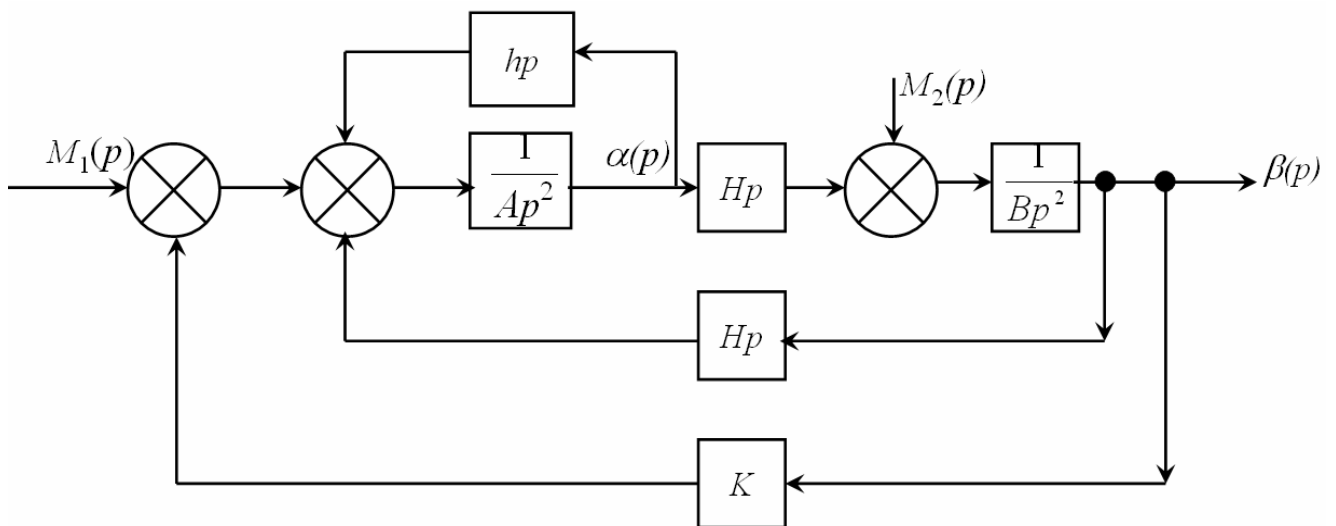 hp
M₂(p)
M₁(p)
1
Ap²
α(p)
Hp
1
Bp²
β(p)
Hp
K